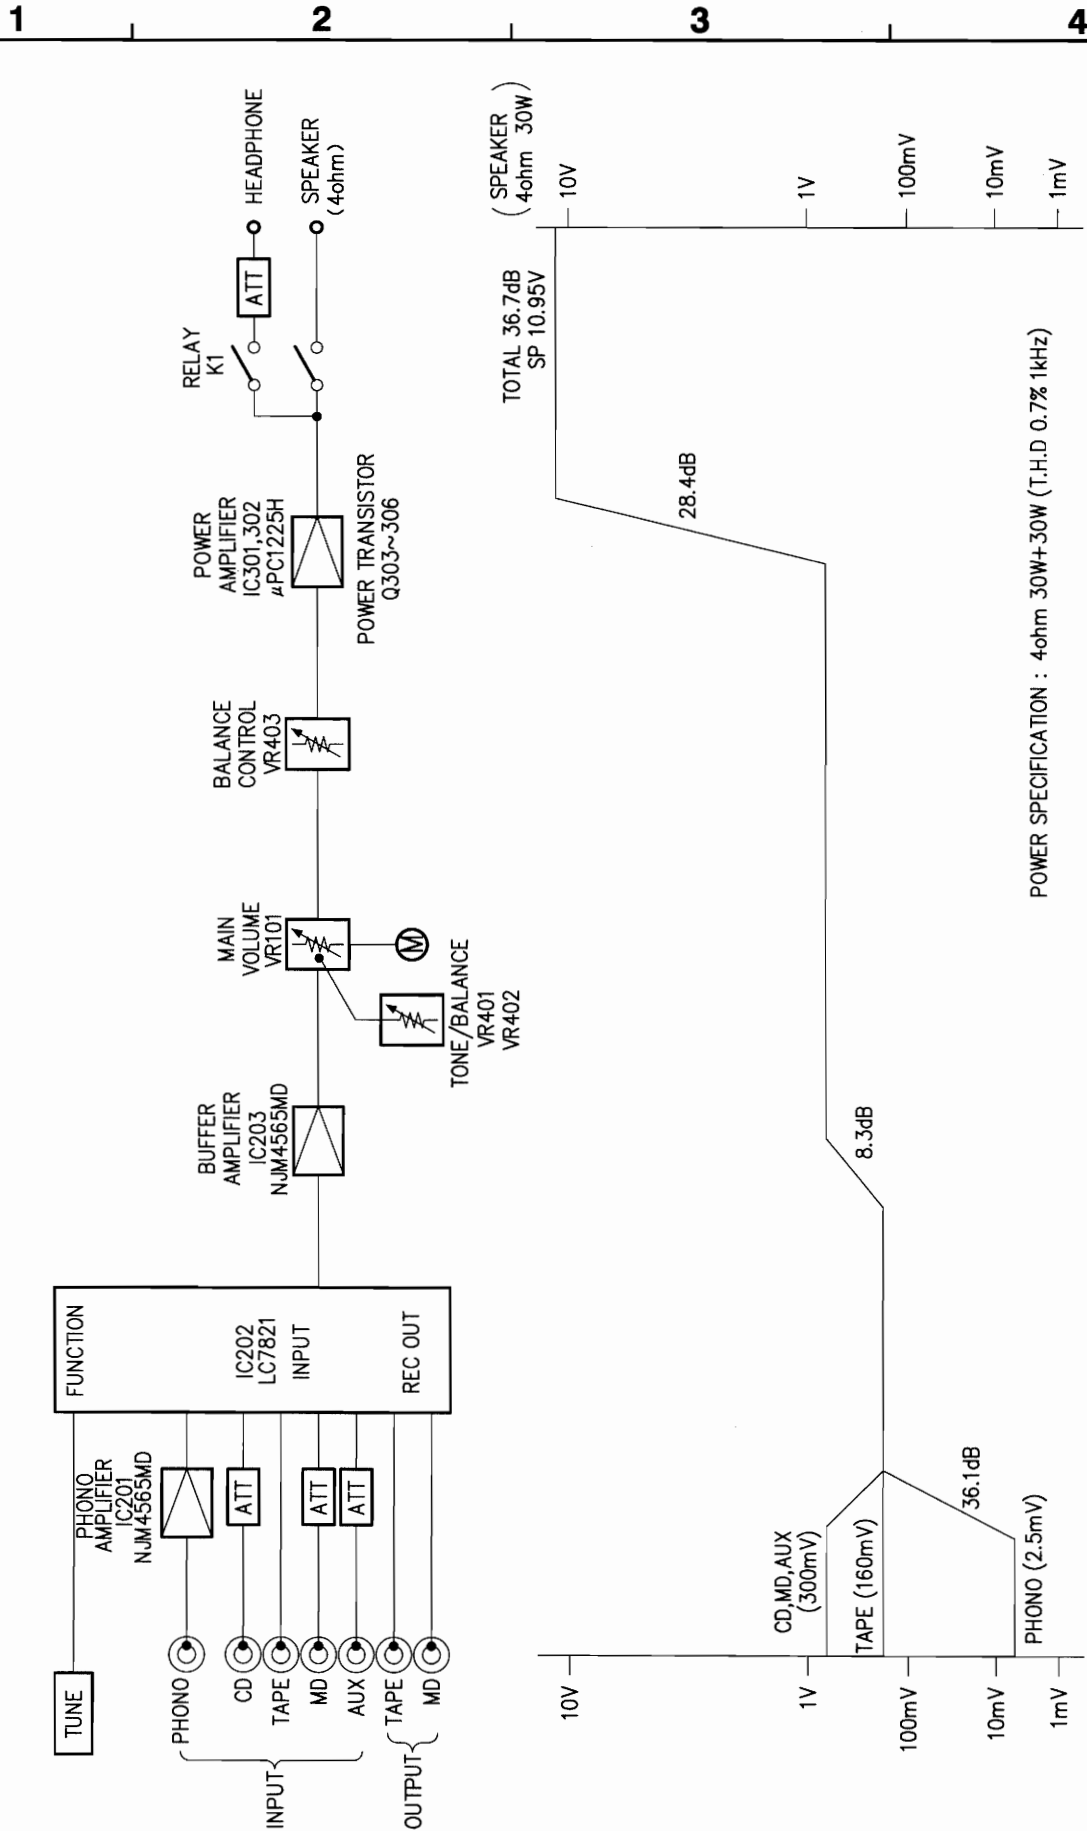 1
2
3
4
TUNE
PHONO
CD
TAPE
MD
AUX
TAPE
MD
INPUT
OUTPUT
PHONO
AMPLIFIER
IC201
NJM4565MD
ATT
ATT
ATT
FUNCTION
IC202
LC7821
INPUT
REC OUT
BUFFER
AMPLIFIER
IC203
NJM4565MD
MAIN
VOLUME
VR101
M
TONE/BALANCE
VR401
VR402
BALANCE
CONTROL
VR403
POWER
AMPLIFIER
IC301,302
μPC1225H
POWER TRANSISTOR
Q303~306
RELAY
K1
ATT
HEADPHONE
SPEAKER
(4ohm)
10V
1V
100mV
10mV
1mV
CD,MD,AUX
(300mV)
TAPE (160mV)
PHONO (2.5mV)
36.1dB
8.3dB
28.4dB
TOTAL 36.7dB
SP 10.95V
(SPEAKER
4ohm 30W)
10V
1V
100mV
10mV
1mV
POWER SPECIFICATION : 4ohm 30W+30W (T.H.D 0.7% 1kHz)